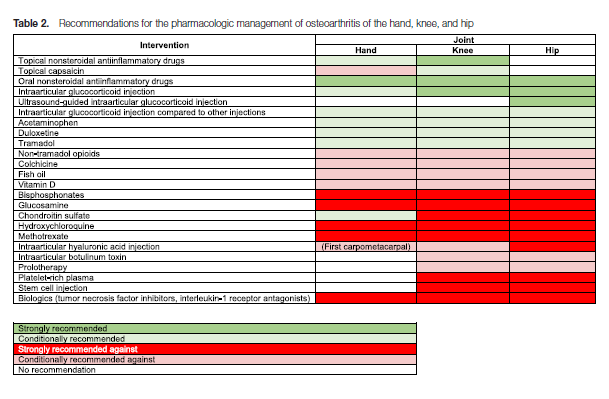 Table 2. Recommendations for the pharmacologic management of osteoarthritis of the hand, knee, and hip
Intervention
Joint
Hand Knee Hip
Topical nonsteroidal antiinflammatory drugs
Topical capsaicin
Oral nonsteroidal antiinflammatory drugs
Intraarticular glucocorticoid injection
Ultrasound-guided intraarticular glucocorticoid injection
Intraarticular glucocorticoid injection compared to other injections
Acetaminophen
Duloxetine
Tramadol
Non-tramadol opioids
Colchicine
Fish oil
Vitamin D
Bisphosphonates
Glucosamine
Chondroitin sulfate
Hydroxychloroquine
Methotrexate
Intraarticular hyaluronic acid injection (First carpometacarpal)
Intraarticular botulinum toxin
Prolotherapy
Platelet-rich plasma
Stem cell injection
Biologics (tumor necrosis factor inhibitors, interleukin-1 receptor antagonists)
Strongly recommended
Conditionally recommended
Strongly recommended against
Conditionally recommended against
No recommendation